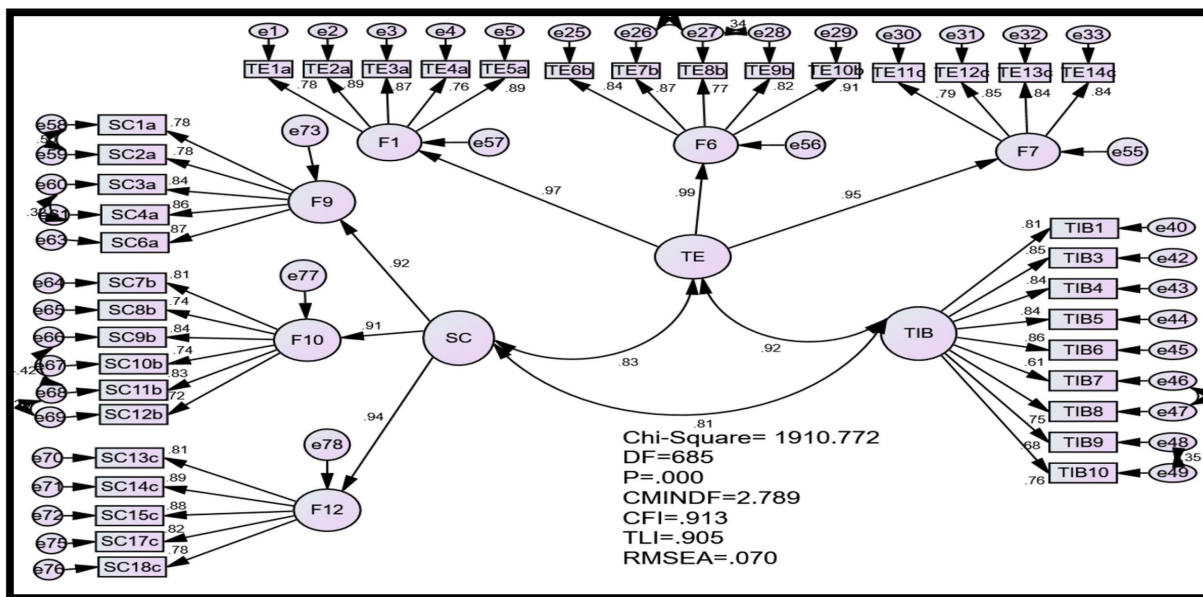 e1 e2 e3 e4 e5 e25 e26 e27 .34 e28 e29 e30 e31 e32 e33
TE1a TE2a TE3a TE4a TE5a TE6b TE7b TE8b TE9b TE10b TE11c TE12c TE13c TE14c
.78 .89 .87 .76 .89 .84 .87 .77 .82 .91 .79 .85 .84 .84
F1 e57 F6 e56 F7 e55
.97 .99 .95
TE
e58 SC1a .78 e73
e59 SC2a .78
e60 SC3a .84 F9
SC4a .86
e63 SC6a .87
.92
e64 SC7b .81 e77
e65 SC8b .74
e66 SC9b .84 F10 .91 SC
e67 SC10b .74
e68 SC11b .83
e69 SC12b .72
.94
e70 SC13c .81 e78
e71 SC14c .89
e72 SC15c .88 F12
e75 SC17c .82
e76 SC18c .78
.83 .92 .81
TIB
.81 TIB1 e40
.85 TIB3 e42
.84 TIB4 e43
.84 TIB5 e44
.86 TIB6 e45
.61 TIB7 e46
TIB8 e47
.75 TIB9 e48
.68 .35
.76 TIB10 e49
Chi-Square= 1910.772
DF=685
P=.000
CMINDF=2.789
CFI=.913
TLI=.905
RMSEA=.070